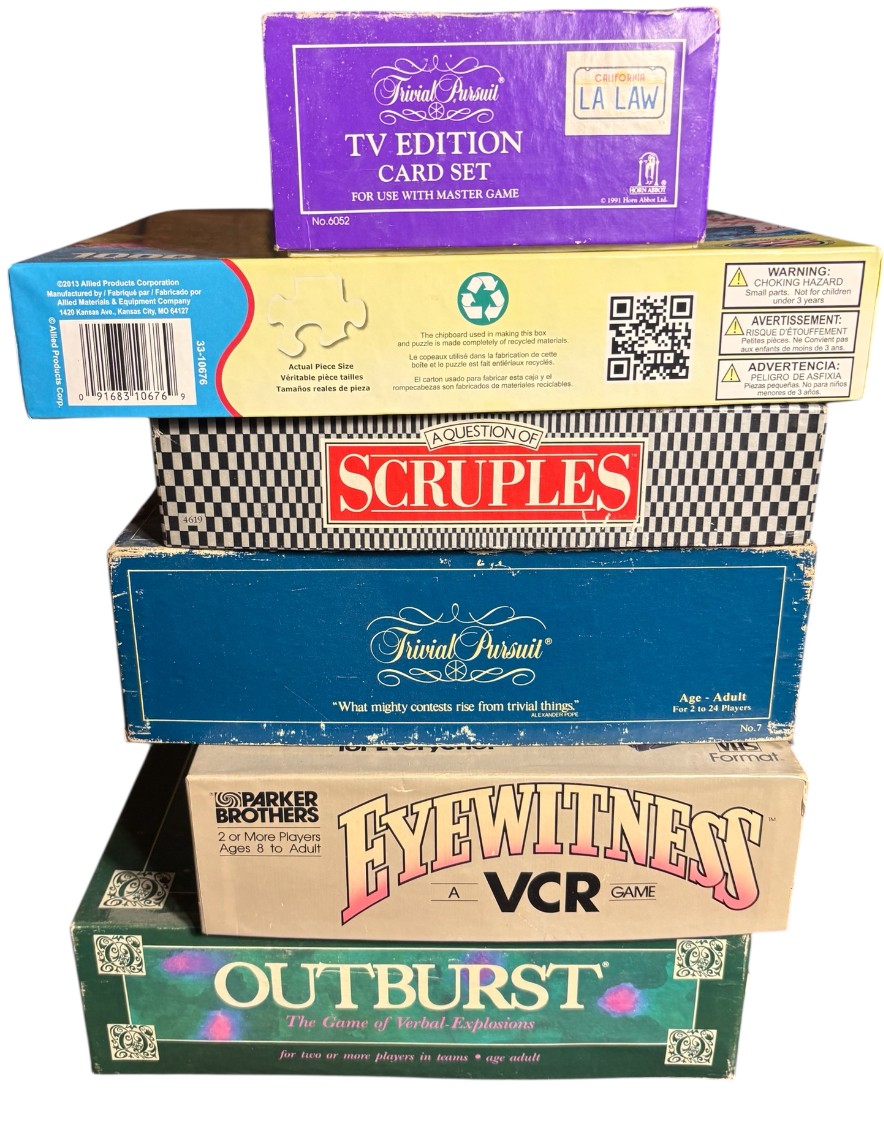 Trivial Pursuit®
CALIFORNIA
LA LAW
TV EDITION
CARD SET
FOR USE WITH MASTER GAME
HORN ABBOT
®
© 1991 Horn Abbot Ltd.
No.6052
1000
©2013 Allied Products Corporation
Manufactured by / Fabriqué par / Fabricado por
Allied Materials & Equipment Company
1420 Kansas Ave., Kansas City, MO 64127
© Allied Products Corp.
0 91683 10676 9
33-10676
Actual Piece Size
Véritable pièce tailles
Tamaños reales de pieza
The chipboard used in making this box
and puzzle is made completely of recycled materials.
Le copeaux utilisé dans la fabrication de cette
boite et le puzzle est fait entlériaux recyclés.
El carton usado para fabricar esta caja y el
rompecabezas son fabricados de materiales reciclables.
WARNING:
CHOKING HAZARD
Small parts. Not for children
under 3 years
AVERTISSEMENT:
RISQUE D'ÉTOUFFEMENT
Petites pièces. Ne Convient pas
aux enfants de moins de 3 ans.
ADVERTENCIA:
PELIGRO DE ASFIXIA
Piezas pequeñas. No para niños
menores de 3 años.
A QUESTION OF
SCRUPLES™
4619
Trivial Pursuit®
"What mighty contests rise from trivial things."
ALEXANDER POPE
Age - Adult
For 2 to 24 Players
No.7
for Everyone!
VHS
Format
PARKER
BROTHERS
2 or More Players
Ages 8 to Adult
EYEWITNESS™
A VCR GAME
OUTBURST®
The Game of Verbal Explosions
for two or more players in teams • age adult